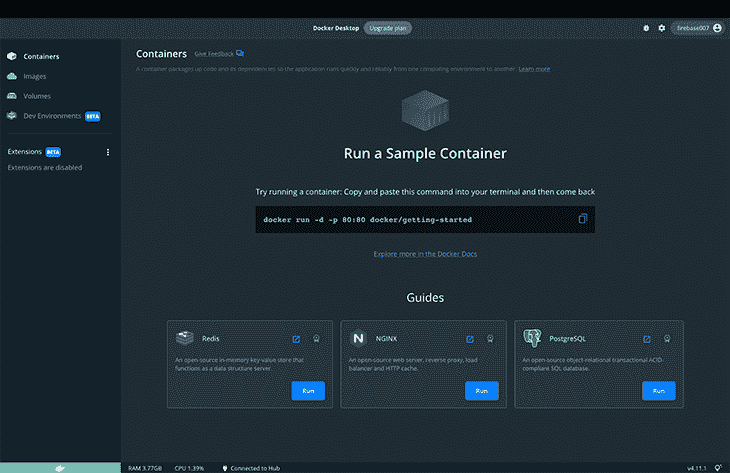 Docker Desktop Upgrade plan
firebase007
Containers
Images
Volumes
Dev Environments BETA
Extensions BETA
Extensions are disabled
Containers Give Feedback
A container packages up code and its dependencies so the application runs quickly and reliably from one computing environment to another. Learn more
Run a Sample Container
Try running a container: Copy and paste this command into your terminal and then come back
docker run -d -p 80:80 docker/getting-started
Explore more in the Docker Docs
Guides
Redis
An open-source in-memory key-value store that
functions as a data structure server.
Run
NGINX
An open-source web server, reverse proxy, load
balancer and HTTP cache.
Run
PostgreSQL
An open-source object-relational transactional ACID-
compliant SQL database.
Run
RAM 3.77GB CPU 1.39% Connected to Hub
v4.11.1